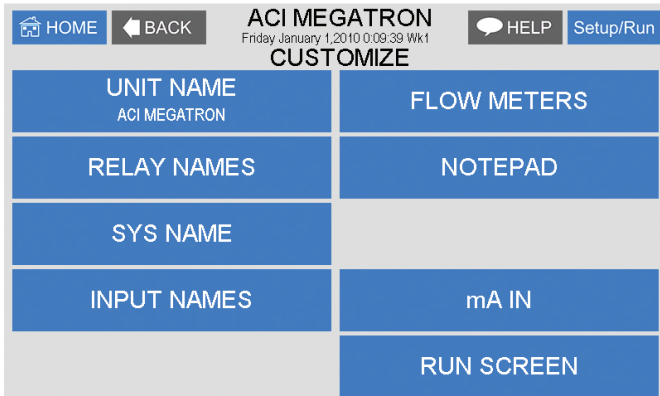 HOME
BACK
ACI MEGATRON
Friday January 1,2010 0:09:39 Wk1
CUSTOMIZE
HELP
Setup/Run
UNIT NAME
ACI MEGATRON
FLOW METERS
RELAY NAMES
NOTEPAD
SYS NAME
INPUT NAMES
mA IN
RUN SCREEN